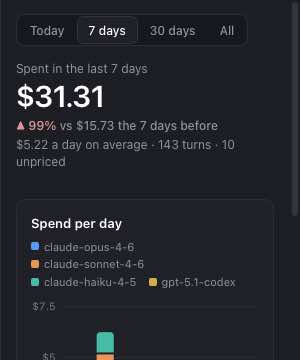 Today 7 days 30 days All
Spent in the last 7 days
$31.31
▲ 99% vs $15.73 the 7 days before
$5.22 a day on average · 143 turns · 10
unpriced
Spend per day
claude-opus-4-6
claude-sonnet-4-6
claude-haiku-4-5 gpt-5.1-codex
$7.5
$5